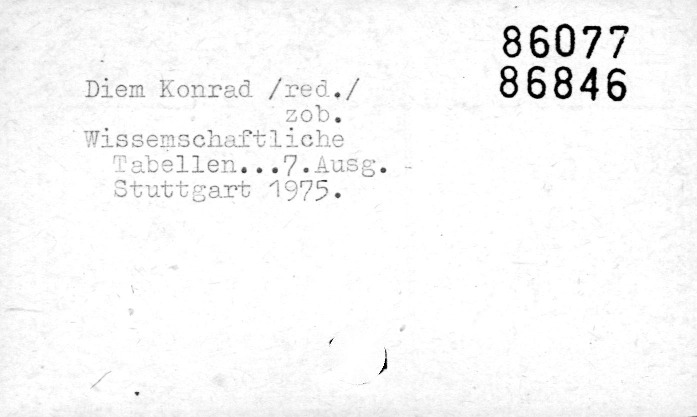 86077
86846
Diem Konrad /red./
zob.
Wissemschaftliche
Tabellen...7.Ausg. -
Stuttgart 1975.